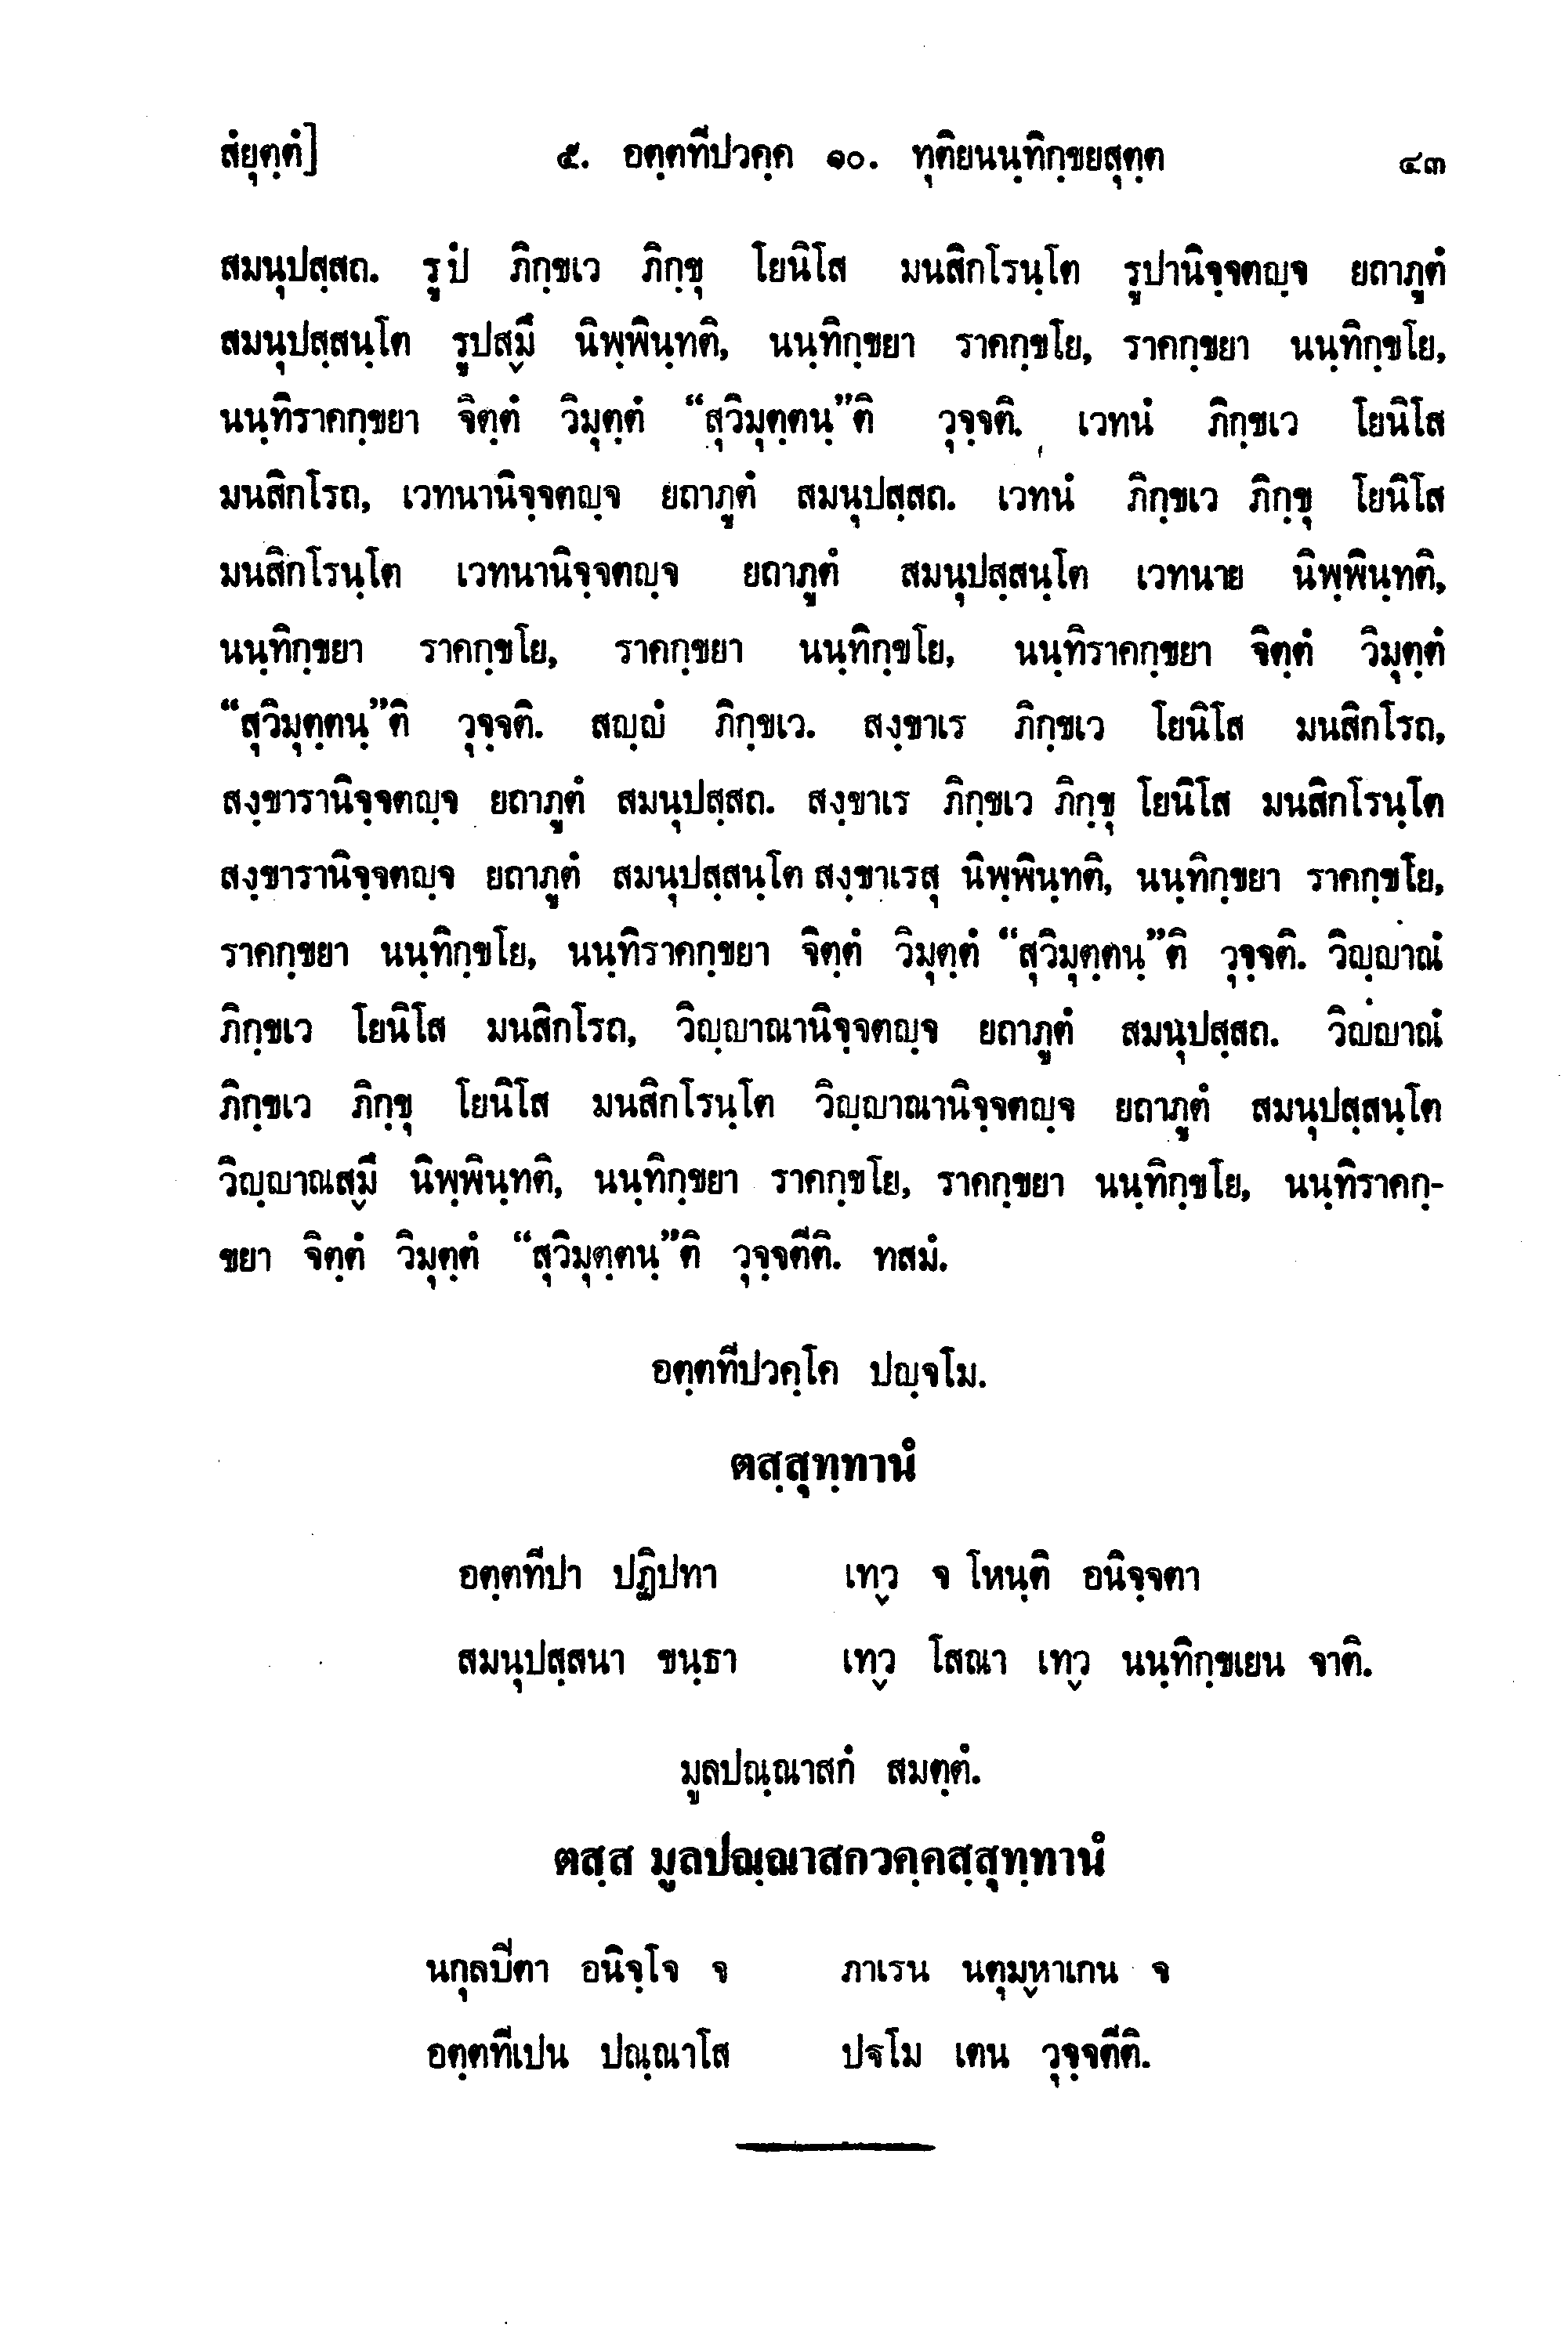 สํยุตฺตํ] ๕. อตฺตทีปวคฺค ๑๐. ทุติยนนฺทิกฺขยสุตฺต ๔๓
สมนุปสฺสถ. รูปํ ภิกฺขเว ภิกฺขุ โยนิโส มนสิกโรนฺโต รูปานิจฺจตญฺจ ยถาภูตํ
สมนุปสฺสนฺโต รูปสฺมึ นิพฺพินฺทติ, นนฺทิกฺขยา ราคกฺขโย, ราคกฺขยา นนฺทิกฺขโย,
นนฺทิราคกฺขยา จิตฺตํ วิมุตฺตํ “สุวิมุตฺตนฺ”ติ วุจฺจติ. เวทนํ ภิกฺขเว โยนิโส
มนสิกโรถ, เวทนานิจฺจตญฺจ ยถาภูตํ สมนุปสฺสถ. เวทนํ ภิกฺขเว ภิกฺขุ โยนิโส
มนสิกโรนฺโต เวทนานิจฺจตญฺจ ยถาภูตํ สมนุปสฺสนฺโต เวทนาย นิพฺพินฺทติ,
นนฺทิกฺขยา ราคกฺขโย, ราคกฺขยา นนฺทิกฺขโย, นนฺทิราคกฺขยา จิตฺตํ วิมุตฺตํ
“สุวิมุตฺตนฺ”ติ วุจฺจติ. สญฺญํ ภิกฺขเว. สงฺขาเร ภิกฺขเว โยนิโส มนสิกโรถ,
สงฺขารานิจฺจตญฺจ ยถาภูตํ สมนุปสฺสถ. สงฺขาเร ภิกฺขเว ภิกฺขุ โยนิโส มนสิกโรนฺโต
สงฺขารานิจฺจตญฺจ ยถาภูตํ สมนุปสฺสนฺโต สงฺขาเรสุ นิพฺพินฺทติ, นนฺทิกฺขยา ราคกฺขโย,
ราคกฺขยา นนฺทิกฺขโย, นนฺทิราคกฺขยา จิตฺตํ วิมุตฺตํ “สุวิมุตฺตนฺ”ติ วุจฺจติ. วิญฺญาณํ
ภิกฺขเว โยนิโส มนสิกโรถ, วิญฺญาณานิจฺจตญฺจ ยถาภูตํ สมนุปสฺสถ. วิญฺญาณํ
ภิกฺขเว ภิกฺขุ โยนิโส มนสิกโรนฺโต วิญฺญาณานิจฺจตญฺจ ยถาภูตํ สมนุปสฺสนฺโต
วิญฺญาณสฺมึ นิพฺพินฺทติ, นนฺทิกฺขยา ราคกฺขโย, ราคกฺขยา นนฺทิกฺขโย, นนฺทิราคกฺ-
ขยา จิตฺตํ วิมุตฺตํ “สุวิมุตฺตนฺ”ติ วุจฺจตีติ. ทสมํ.
อตฺตทีปวคฺโค ปญฺจโม.
ตสฺสุทฺทานํ
อตฺตทีปา ปฏิปทา เทฺว จ โหนฺติ อนิจฺจตา
สมนุปสฺสนา ขนฺธา เทฺว โสณา เทฺว นนฺทิกฺขเยน จาติ.
มูลปณฺณาสกํ สมตฺตํ.
ตสฺส มูลปณฺณาสกวคฺคสฺสุทฺทานํ
นกุลปีตา อนิจฺโจ จ ภาเรน นตุมฺหาเกน จ
อตฺตทีเปน ปณฺณาโส ปฐโม เตน วุจฺจตีติ.